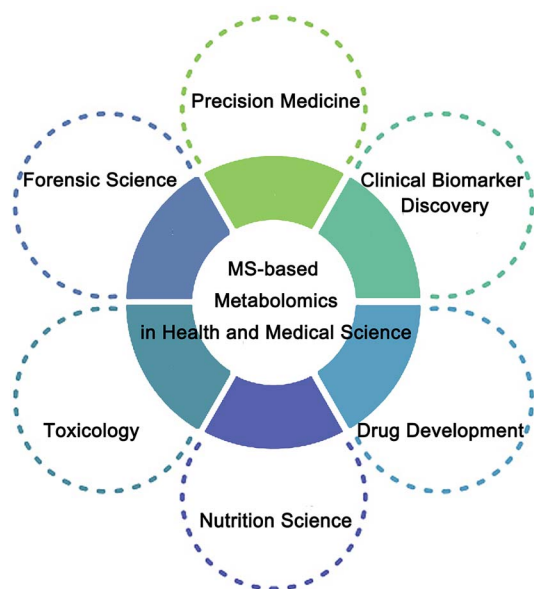 Precision Medicine
Forensic Science
Clinical Biomarker
Discovery
MS-based
Metabolomics
in Health and Medical Science
Toxicology
Drug Development
Nutrition Science